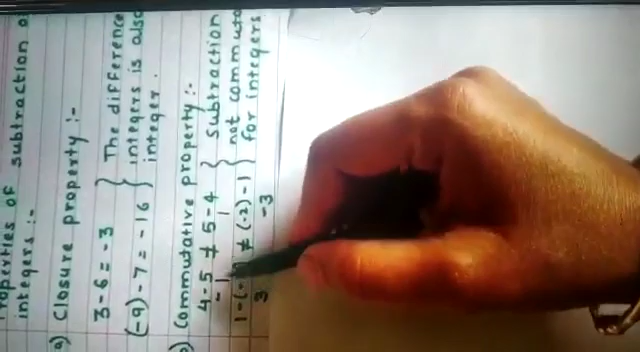 Properties of subtraction of
integers :-
a) Closure property :-
3 - 6 = -3 } The difference
(-9) - 7 = -16 } integers is also
integer.
b) Commutative property :-
4 - 5 ≠ 5 - 4 } subtraction
-1 1 not commuta
1 - (- ≠ (-2) - 1 } for integers
3 -3